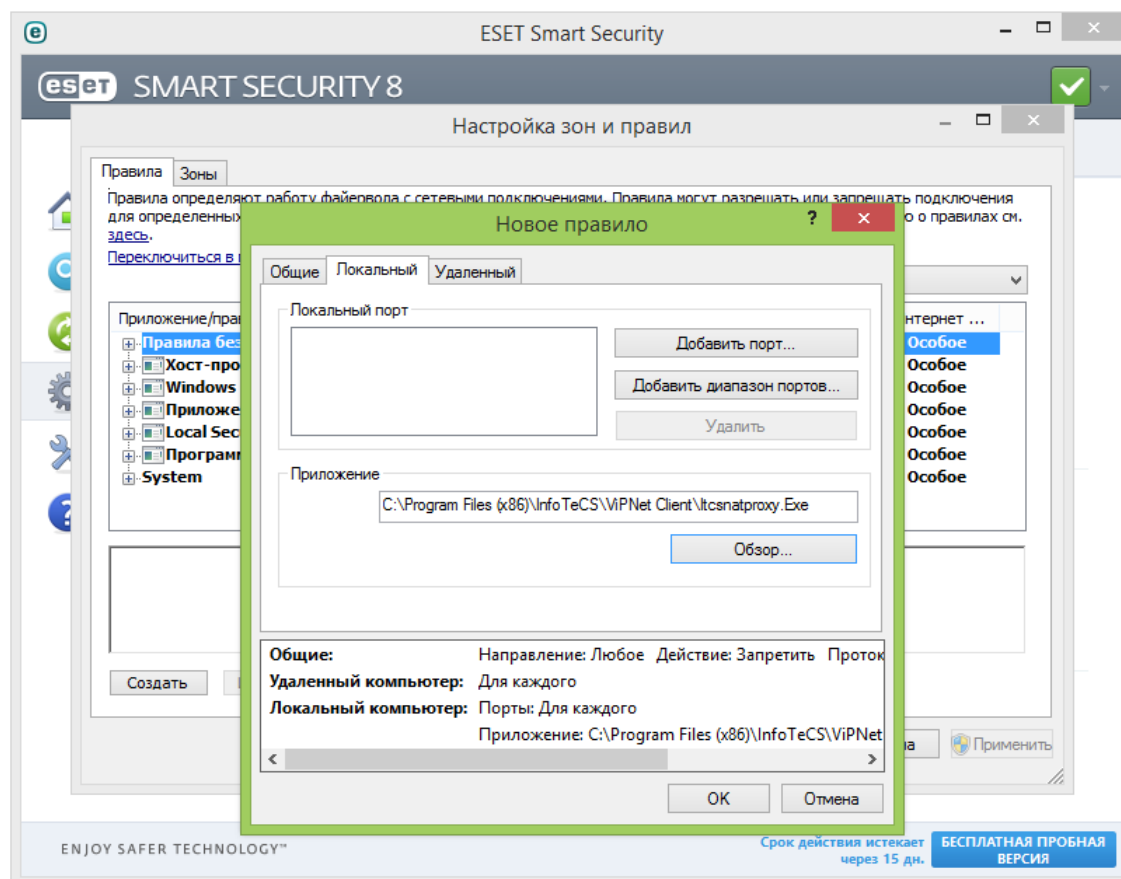 ESET Smart Security
eset SMART SECURITY 8
Настройка зон и правил
Правила Зоны
Правила определяют работу файервола с сетевыми подключениями. Правила могут разрешать или запрещать подключения
для определенных
о о правилах см.
здесь.
Переключиться в
Новое правило
Общие Локальный Удаленный
Локальный порт
Добавить порт...
Добавить диапазон портов...
Удалить
Приложение
C:\Program Files (x86)\InfoTeCS\ViPNet Client\Itcsnatproxy.Exe
Обзор...
Общие: Направление: Любое Действие: Запретить Проток
Удаленный компьютер: Для каждого
Локальный компьютер: Порты: Для каждого
Приложение: C:\Program Files (x86)\InfoTeCS\ViPNet
OK Отмена
Приложение/пра
нтернет ...
Правила без Особое
Хост-про Особое
Windows Особое
Приложе Особое
Local Sec Особое
Програм Особое
System Особое
Создать
на Применить
ENJOY SAFER TECHNOLOGY™
Срок действия истекает
через 15 дн.
БЕСПЛАТНАЯ ПРОБНАЯ
ВЕРСИЯ